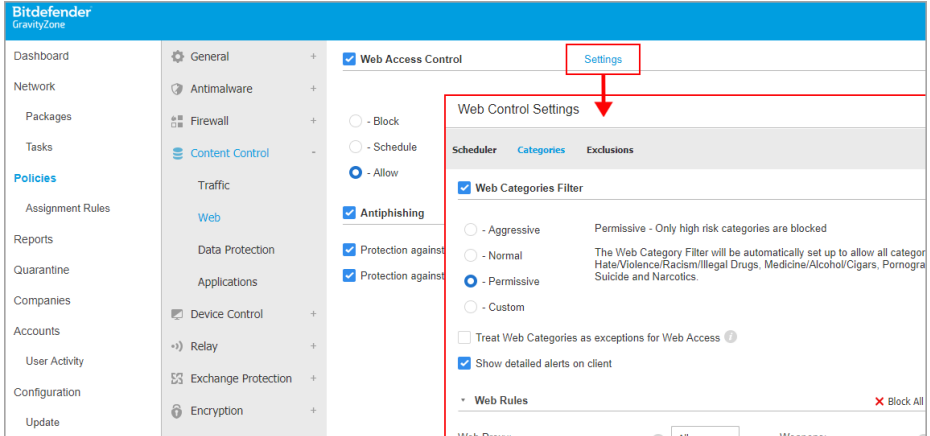 Bitdefender
GravityZone
Dashboard
Network
Packages
Tasks
Policies
Assignment Rules
Reports
Quarantine
Companies
Accounts
User Activity
Configuration
Update
General +
Antimalware +
Firewall +
Content Control -
Traffic
Web
Data Protection
Applications
Device Control +
Relay +
Exchange Protection +
Encryption +
Web Access Control Settings
- Block
- Schedule
- Allow
Antiphishing
Protection against
Protection against
Web Control Settings
Scheduler Categories Exclusions
Web Categories Filter
- Aggressive
- Normal
- Permissive
- Custom
Permissive - Only high risk categories are blocked
The Web Category Filter will be automatically set up to allow all categor
Hate/Violence/Racism/Illegal Drugs, Medicine/Alcohol/Cigars, Pornogra
Suicide and Narcotics.
Treat Web Categories as exceptions for Web Access
Show detailed alerts on client
Web Rules Block All